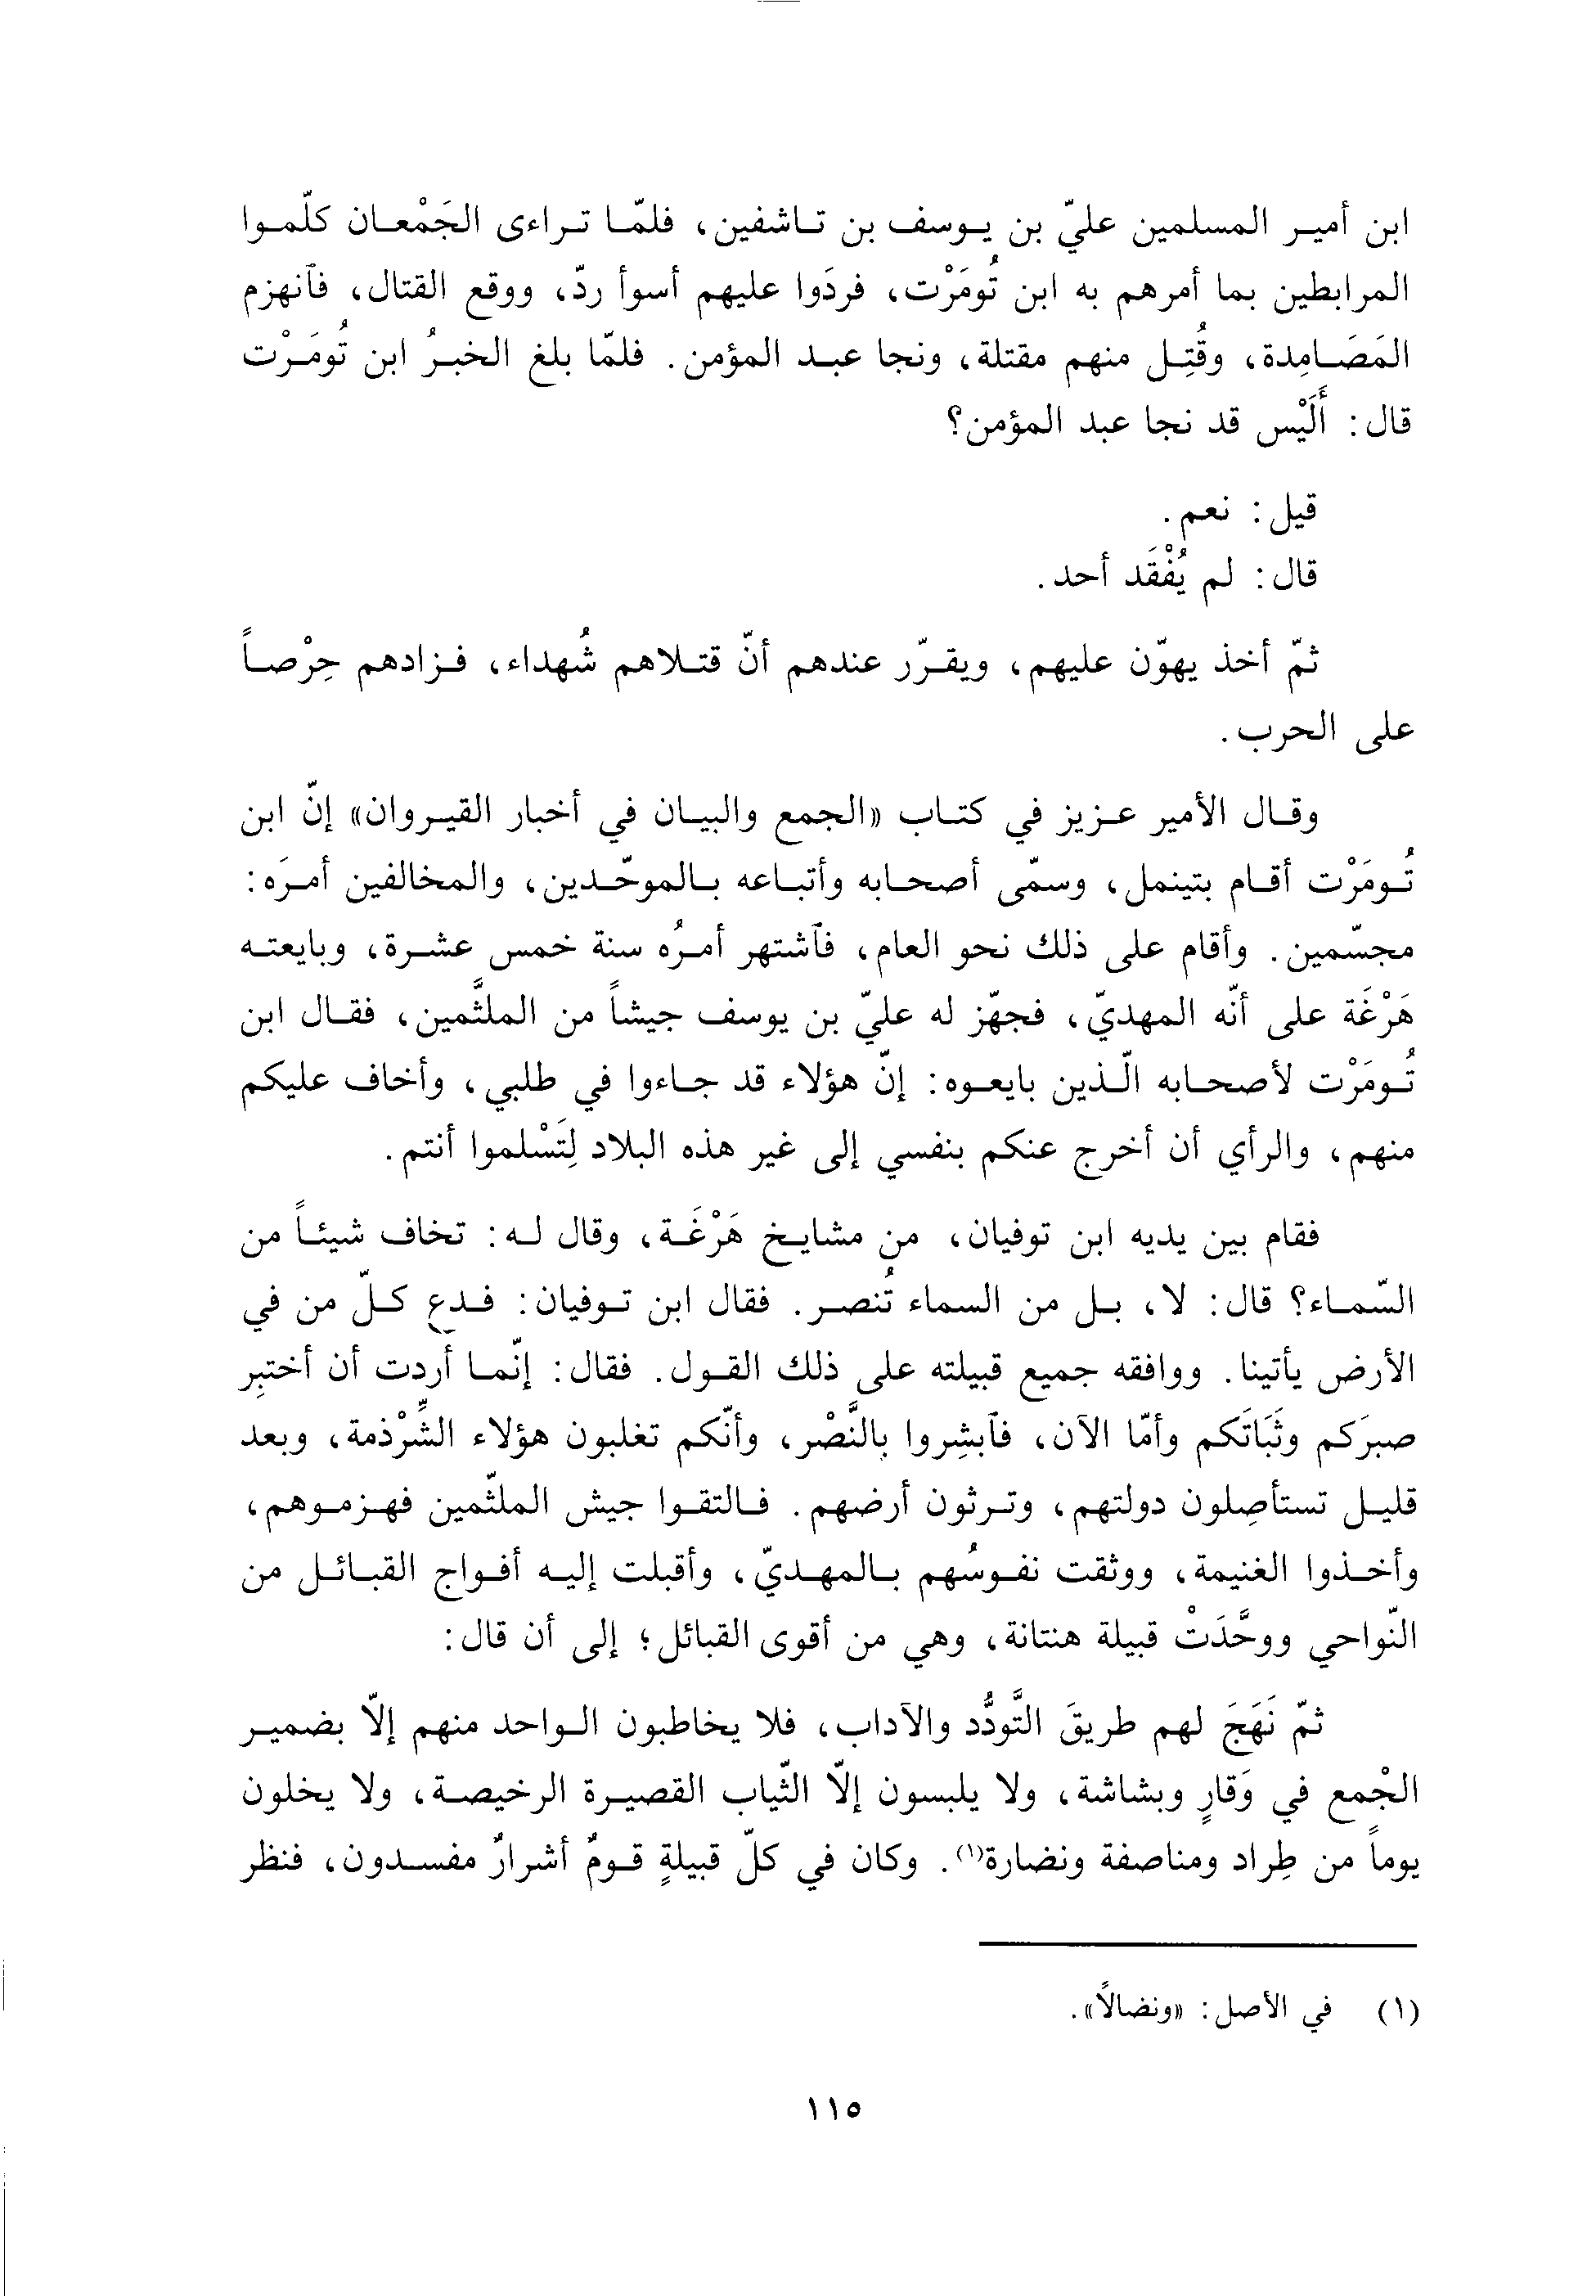 ابن أمير المسلمين عليّ بن يوسف بن تاشفين، فلمّا تراءى الجَمْعان كلّموا
المرابطين بما أمرهم به ابن تُومَرْت، فردَوا عليهم أسوأ ردّ، ووقع القتال، فآنهزم
المَصَامِدة، وقُتِل منهم مقتلة، ونجا عبد المؤمن. فلمّا بلغ الخبرُ ابن تُومَرْت
قال: أَلَيْس قد نجا عبد المؤمن؟
قيل: نعم.
قال: لم يُفْقَد أحد.
ثمّ أخذ يهوّن عليهم، ويقرّر عندهم أنّ قتلاهم شُهداء، فزادهم حِرْصاً
على الحرب.
وقال الأمير عزيز في كتاب «الجمع والبيان في أخبار القيروان» إنّ ابن
تُومَرْت أقام بتينمل، وسمّى أصحابه وأتباعه بالموحّدين، والمخالفين أمرَه:
مجسّمين. وأقام على ذلك نحو العام، فآشتهر أمرُه سنة خمس عشرة، وبايعته
هَرْغَة على أنّه المهديّ، فجهّز له عليّ بن يوسف جيشاً من الملثَّمين، فقال ابن
تُومَرْت لأصحابه الّذين بايعوه: إنّ هؤلاء قد جاءوا في طلبي، وأخاف عليكم
منهم، والرأي أن أخرج عنكم بنفسي إلى غير هذه البلاد لِتَسْلموا أنتم.
فقام بين يديه ابن توفيان، من مشايخ هَرْغَة، وقال له: تخاف شيئاً من
السّماء؟ قال: لا، بل من السماء تُنصر. فقال ابن توفيان: فدع كلّ من في
الأرض يأتينا. ووافقه جميع قبيلته على ذلك القول. فقال: إنّما أردت أن أختبِر
صبرَكم وثَبَاتَكم وأمّا الآن، فآبشِروا بالنَّصْر، وأنّكم تغلبون هؤلاء الشِّرْذمة، وبعد
قليل تستأصِلون دولتهم، وترثون أرضهم. فالتقوا جيش الملثّمين فهزموهم،
وأخذوا الغنيمة، ووثقت نفوسُهم بالمهديّ، وأقبلت إليه أفواج القبائل من
النّواحي ووحَّدَتْ قبيلة هنتانة، وهي من أقوى القبائل؛ إلى أن قال:
ثمّ نَهَجَ لهم طريقَ التَّودُّد والآداب، فلا يخاطبون الواحد منهم إلّا بضمير
الجْمع في وَقارٍ وبشاشة، ولا يلبسون إلّا الثّياب القصيرة الرخيصة، ولا يخلون
يوماً من طِراد ومناصفة ونضارة(١). وكان في كلّ قبيلةٍ قومٌ أشرارٌ مفسدون، فنظر
(١) في الأصل: «ونضالاً».
١١٥